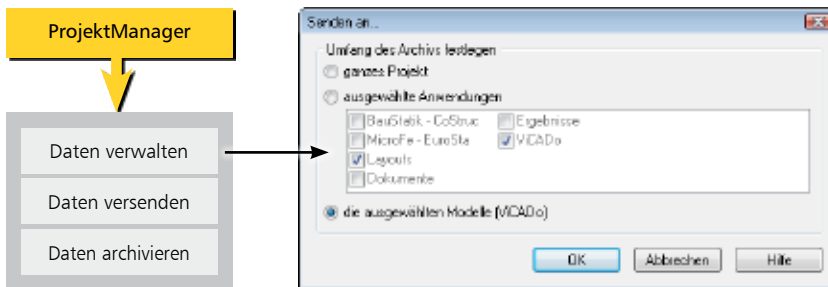 ProjektManager
Daten verwalten
Daten versenden
Daten archivieren
Senden an...
Umfang des Archivs festlegen
ganzes Projekt
ausgewählte Anwendungen
BauStatik - CoStruc Ergebnisse
MicroFe - EuroSta ViCADo
Layouts
Dokumente
die ausgewählten Modelle (ViCADo)
OK Abbrechen Hilfe